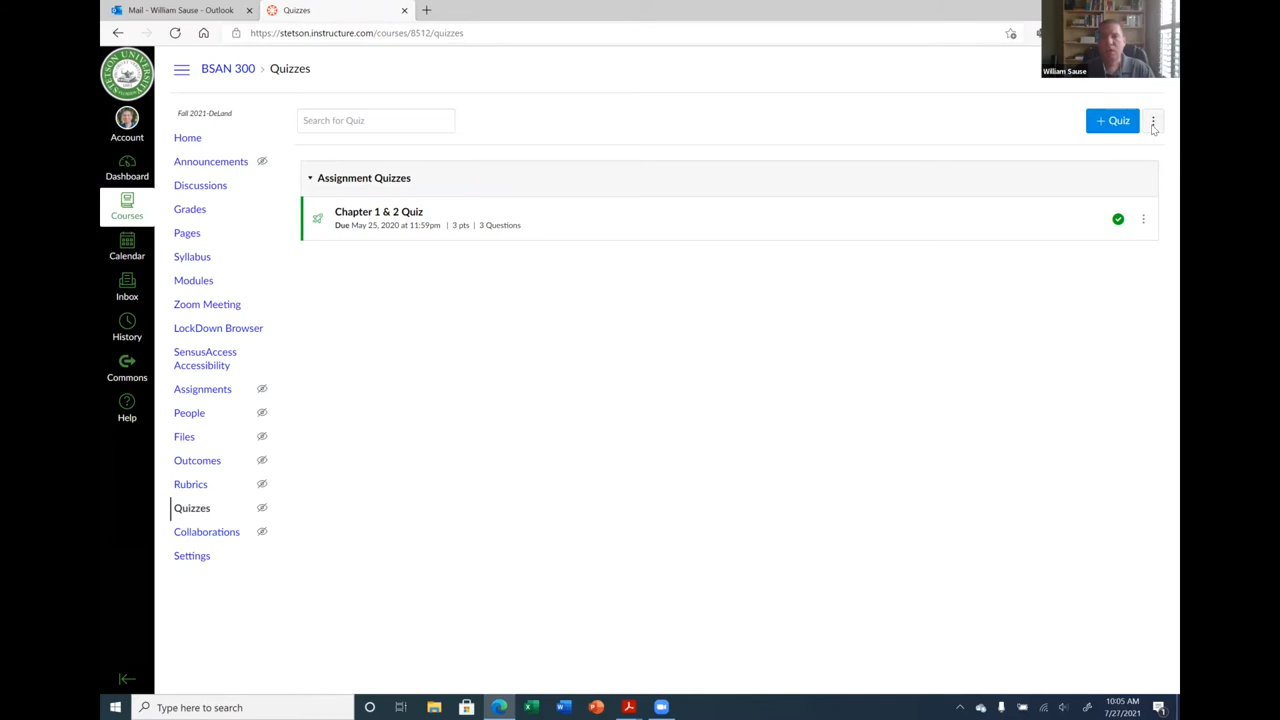 Mail - William Sause - Outlook
Quizzes
https://stetson.instructure.com/courses/8512/quizzes
William Sause
STETSON UNIVERSITY
BSAN 300 › Quizzes
Fall 2021-DeLand
Search for Quiz
+ Quiz
Account
Dashboard
Courses
Calendar
Inbox
History
Commons
Help
Home
Announcements
Discussions
Grades
Pages
Syllabus
Modules
Zoom Meeting
LockDown Browser
SensusAccess
Accessibility
Assignments
People
Files
Outcomes
Rubrics
Quizzes
Collaborations
Settings
Assignment Quizzes
Chapter 1 & 2 Quiz
Due May 25, 2020 at 11:59pm | 3 pts | 3 Questions
Type here to search
10:05 AM
7/27/2021
1